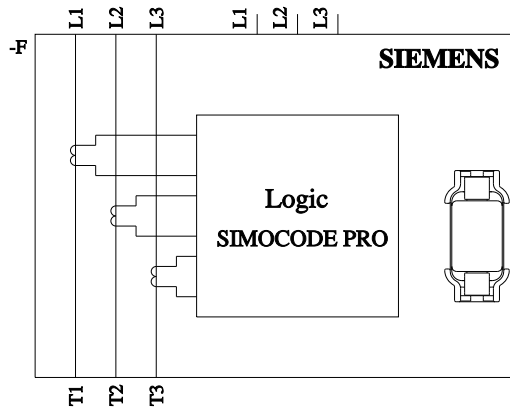 L1 L2 L3 L1 L2 L3
-F
SIEMENS
Logic
SIMOCODE PRO
T1 T2 T3